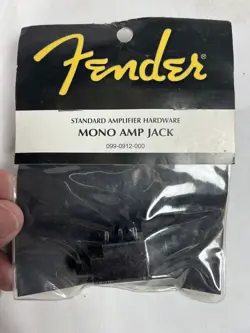 Fender
STANDARD AMPLIFIER HARDWARE
MONO AMP JACK
099-0912-000